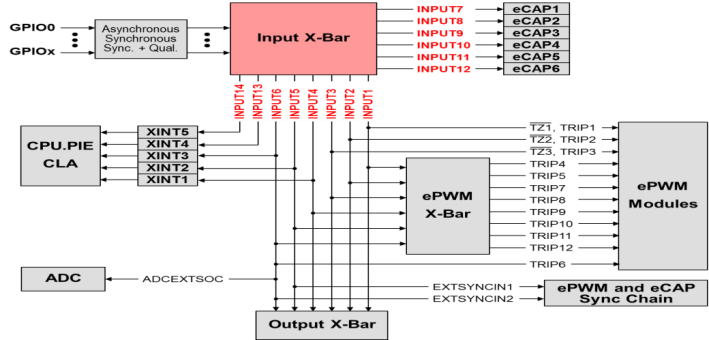 GPIO0
GPIOx
Asynchronous
Synchronous
Sync. + Qual.
Input X-Bar
INPUT7
INPUT8
INPUT9
INPUT10
INPUT11
INPUT12
eCAP1
eCAP2
eCAP3
eCAP4
eCAP5
eCAP6
INPUT14
INPUT13
INPUT6
INPUT5
INPUT4
INPUT3
INPUT2
INPUT1
CPU.PIE
CLA
XINT5
XINT4
XINT3
XINT2
XINT1
TZ1, TRIP1
TZ2, TRIP2
TZ3, TRIP3
TRIP4
TRIP5
TRIP7
TRIP8
TRIP9
TRIP10
TRIP11
TRIP12
TRIP6
ePWM
X-Bar
ePWM
Modules
ADC
ADCEXTSOC
EXTSYNCIN1
EXTSYNCIN2
ePWM and eCAP
Sync Chain
Output X-Bar